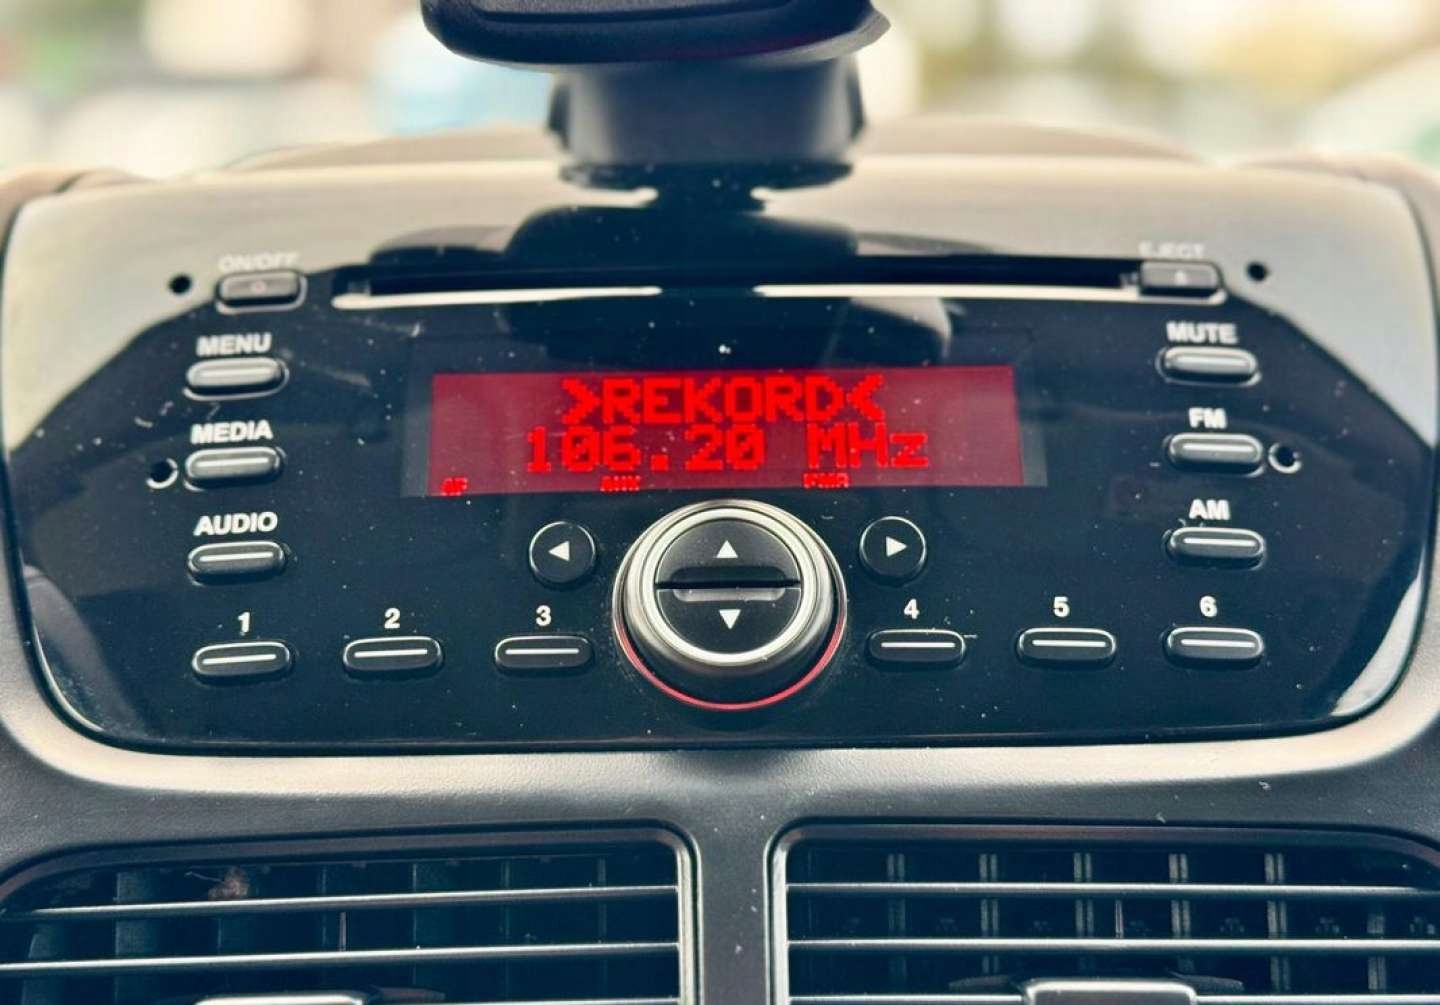 ON/OFF
EJECT
MENU
MUTE
>REKORD<
106.20 MHz
MEDIA
FM
AF
AUDIO
AM
1
2
3
4
5
6